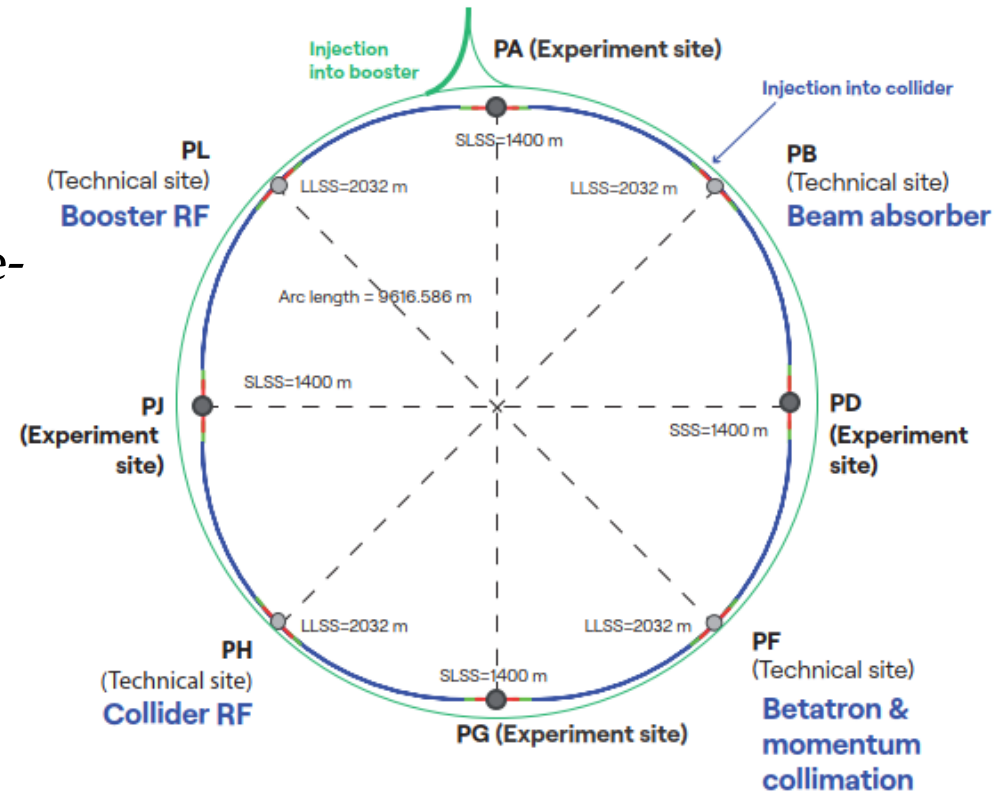 Injection
into booster
PA (Experiment site)
Injection into collider
SLSS=1400 m
PL
(Technical site)
Booster RF
LLSS=2032 m
LLSS=2032 m
PB
(Technical site)
Beam absorber
e-
Arc length = 9616.586 m
SLSS=1400 m
PJ
(Experiment
site)
SSS=1400 m
PD
(Experiment
site)
LLSS=2032 m
LLSS=2032 m
PH
(Technical site)
Collider RF
SLSS=1400 m
PG (Experiment site)
PF
(Technical site)
Betatron &
momentum
collimation